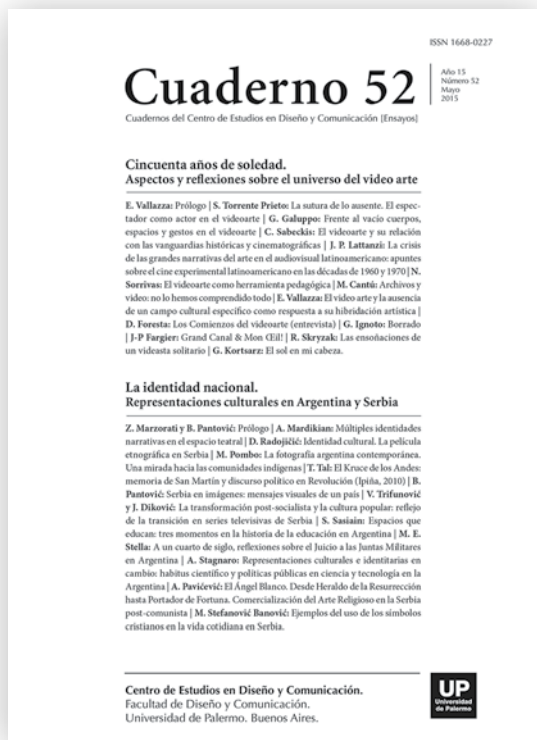 ISSN 1668-0227
Cuaderno 52
Año 15
Número 52
Mayo
2015
Cuadernos del Centro de Estudios en Diseño y Comunicación [Ensayos]
Cincuenta años de soledad.
Aspectos y reflexiones sobre el universo del video arte
E. Vallazza: Prólogo | S. Torrente Prieto: La sutura de lo ausente. El espec-
tador como actor en el videoarte | G. Galuppo: Frente al vacío cuerpos,
espacios y gestos en el videoarte | C. Sabeckis: El videoarte y su relación
con las vanguardias históricas y cinematográficas | J. P. Lattanzi: La crisis
de las grandes narrativas del arte en el audiovisual latinoamericano: apuntes
sobre el cine experimental latinoamericano en las décadas de 1960 y 1970 | N.
Sorrivas: El videoarte como herramienta pedagógica | M. Cantú: Archivos y
video: no lo hemos comprendido todo | E. Vallazza: El video arte y la ausencia
de un campo cultural específico como respuesta a su hibridación artística |
D. Foresta: Los Comienzos del videoarte (entrevista) | G. Ignoto: Borrado
| J-P Fargier: Grand Canal & Mon Œil! | R. Skryzak: Las ensoñaciones de
un videasta solitario | G. Kortsarz: El sol en mi cabeza.
La identidad nacional.
Representaciones culturales en Argentina y Serbia
Z. Marzorati y B. Pantović: Prólogo | A. Mardikian: Múltiples identidades
narrativas en el espacio teatral | D. Radojičić: Identidad cultural. La película
etnográfica en Serbia | M. Pombo: La fotografía argentina contemporánea.
Una mirada hacia las comunidades indígenas | T. Tal: El Kruce de los Andes:
memoria de San Martín y discurso político en Revolución (Ipiña, 2010) | B.
Pantović: Serbia en imágenes: mensajes visuales de un país | V. Trifunović
y J. Diković: La transformación post-socialista y la cultura popular: reflejo
de la transición en series televisivas de Serbia | S. Sasiain: Espacios que
educan: tres momentos en la historia de la educación en Argentina | M. E.
Stella: A un cuarto de siglo, reflexiones sobre el Juicio a las Juntas Militares
en Argentina | A. Stagnaro: Representaciones culturales e identitarias en
cambio: habitus científico y políticas públicas en ciencia y tecnología en la
Argentina | A. Pavićević: El Ángel Blanco. Desde Heraldo de la Resurrección
hasta Portador de Fortuna. Comercialización del Arte Religioso en la Serbia
post-comunista | M. Stefanović Banović: Ejemplos del uso de los símbolos
cristianos en la vida cotidiana en Serbia.
Centro de Estudios en Diseño y Comunicación.
Facultad de Diseño y Comunicación.
Universidad de Palermo. Buenos Aires.
UP
Universidad
de Palermo